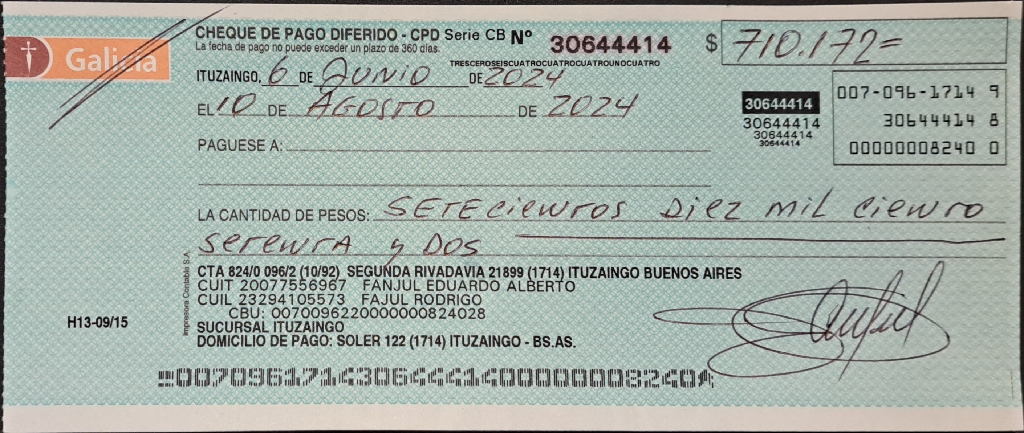 Galicia
CHEQUE DE PAGO DIFERIDO - CPD Serie CB Nº 30644414 $ 710.172=
La fecha de pago no puede exceder un plazo de 360 días.
TRESCEROSEISCUATROCUATROCUATROUNOCUATRO
ITUZAINGO, 6 DE JUNIO DE 2024
EL 10 DE AGOSTO DE 2024
30644414
30644414
30644414
30644414
007-096-1714 9
30644414 8
00000008240 0
PAGUESE A:
LA CANTIDAD DE PESOS: SETECIENTOS DIEZ MIL CIENTO
SETENTA y DOS
CTA 824/0 096/2 (10/92) SEGUNDA RIVADAVIA 21899 (1714) ITUZAINGO BUENOS AIRES
CUIT 20077556967 FANJUL EDUARDO ALBERTO
CUIL 23294105573 FAJUL RODRIGO
CBU: 0070096220000000824028
SUCURSAL ITUZAINGO
DOMICILIO DE PAGO: SOLER 122 (1714) ITUZAINGO - BS.AS.
Impresora Contable S.A.
H13-09/15
00709617143064441400000008240